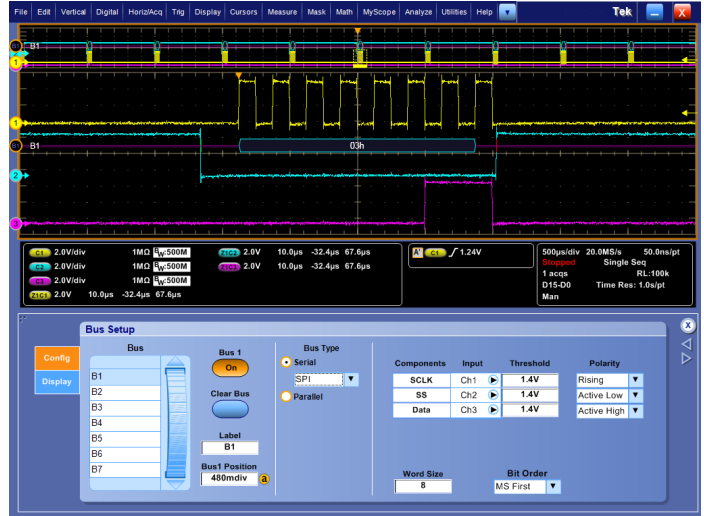 File Edit Vertical Digital Horiz/Acq Trig Display Cursors Measure Mask Math MyScope Analyze Utilities Help Tek X
B1 B1
1
1
B1 B1 03h
2
C1 2.0V/div 1MΩ BW:500M Z1C2 2.0V 10.0µs -32.4µs 67.6µs A' C1 1.24V 500µs/div 20.0MS/s 50.0ns/pt
C2 2.0V/div 1MΩ BW:500M Z1C3 2.0V 10.0µs -32.4µs 67.6µs Stopped Single Seq
C3 2.0V/div 1MΩ BW:500M 1 acqs RL:100k
Z1C1 2.0V 10.0µs -32.4µs 67.6µs D15-D0 Time Res: 1.0s/pt
Man
Bus Setup X
Config
Display
Bus
B1
B2
B3
B4
B5
B6
B7
Bus 1
On
Clear Bus
Label
B1
Bus1 Position
480mdiv a
Bus Type
Serial
SPI
Parallel
Components Input Threshold Polarity
SCLK Ch1 1.4V Rising
SS Ch2 1.4V Active Low
Data Ch3 1.4V Active High
Word Size Bit Order
8 MS First